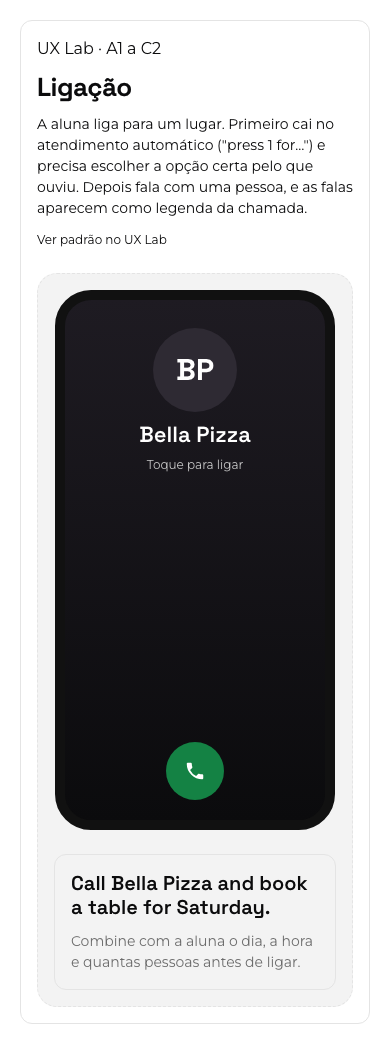 UX Lab · A1 a C2
Ligação
A aluna liga para um lugar. Primeiro cai no
atendimento automático ("press 1 for…") e
precisa escolher a opção certa pelo que
ouviu. Depois fala com uma pessoa, e as falas
aparecem como legenda da chamada.
Ver padrão no UX Lab
BP
Bella Pizza
Toque para ligar
Call Bella Pizza and book
a table for Saturday.
Combine com a aluna o dia, a hora
e quantas pessoas antes de ligar.